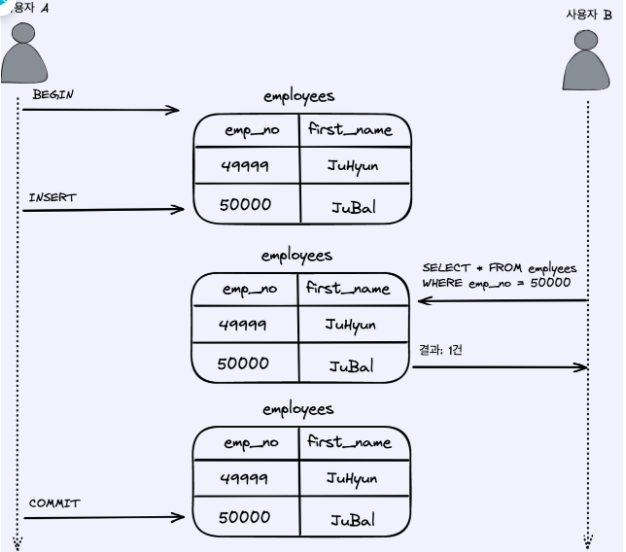 용자 A
사용자 B
BEGIN
employees
emp_no first_name
49999 JuHyun
INSERT
50000 JuBal
employees
SELECT * FROM emplyees
WHERE emp_no = 50000
emp_no first_name
49999 JuHyun
50000 JuBal
결과: 1건
employees
emp_no first_name
49999 JuHyun
COMMIT
50000 JuBal